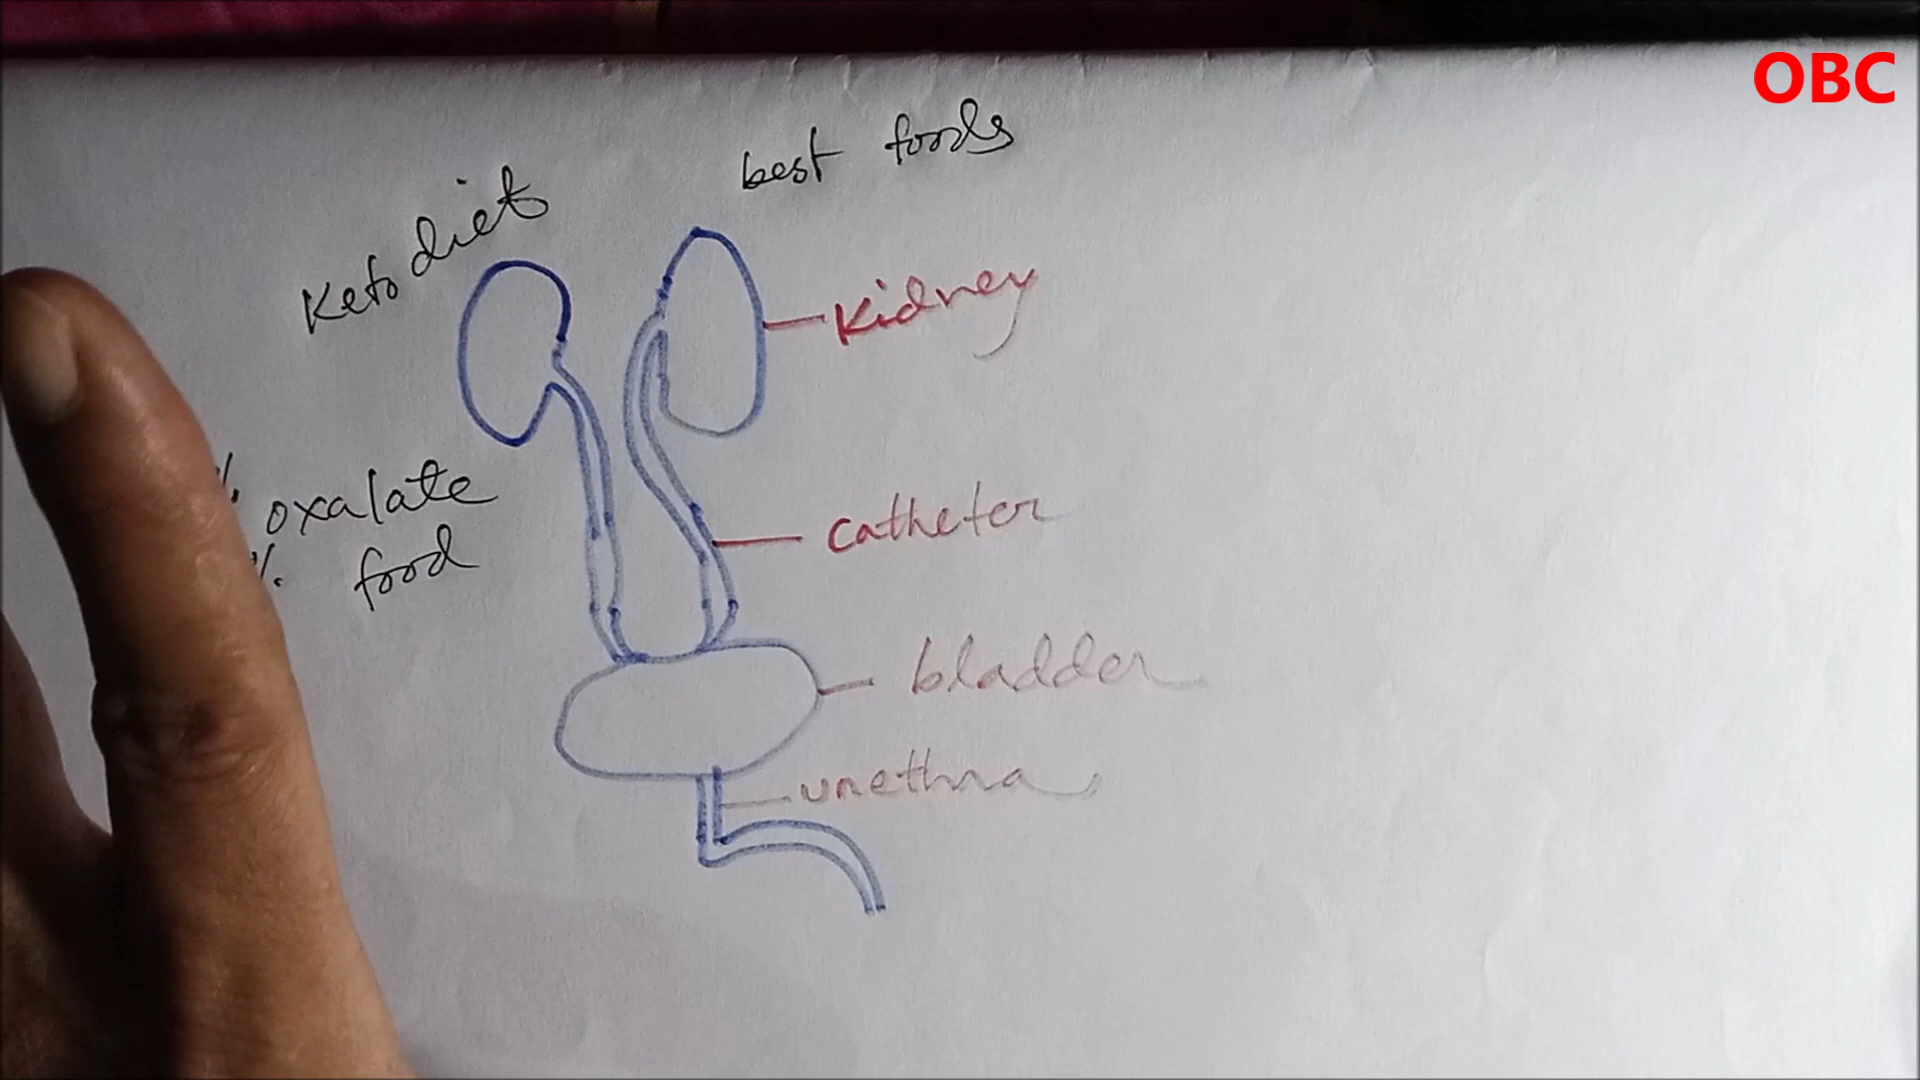 OBC
best foods
Keto diet
Kidney
%
oxalate
catheter
%
food
bladder
urethra